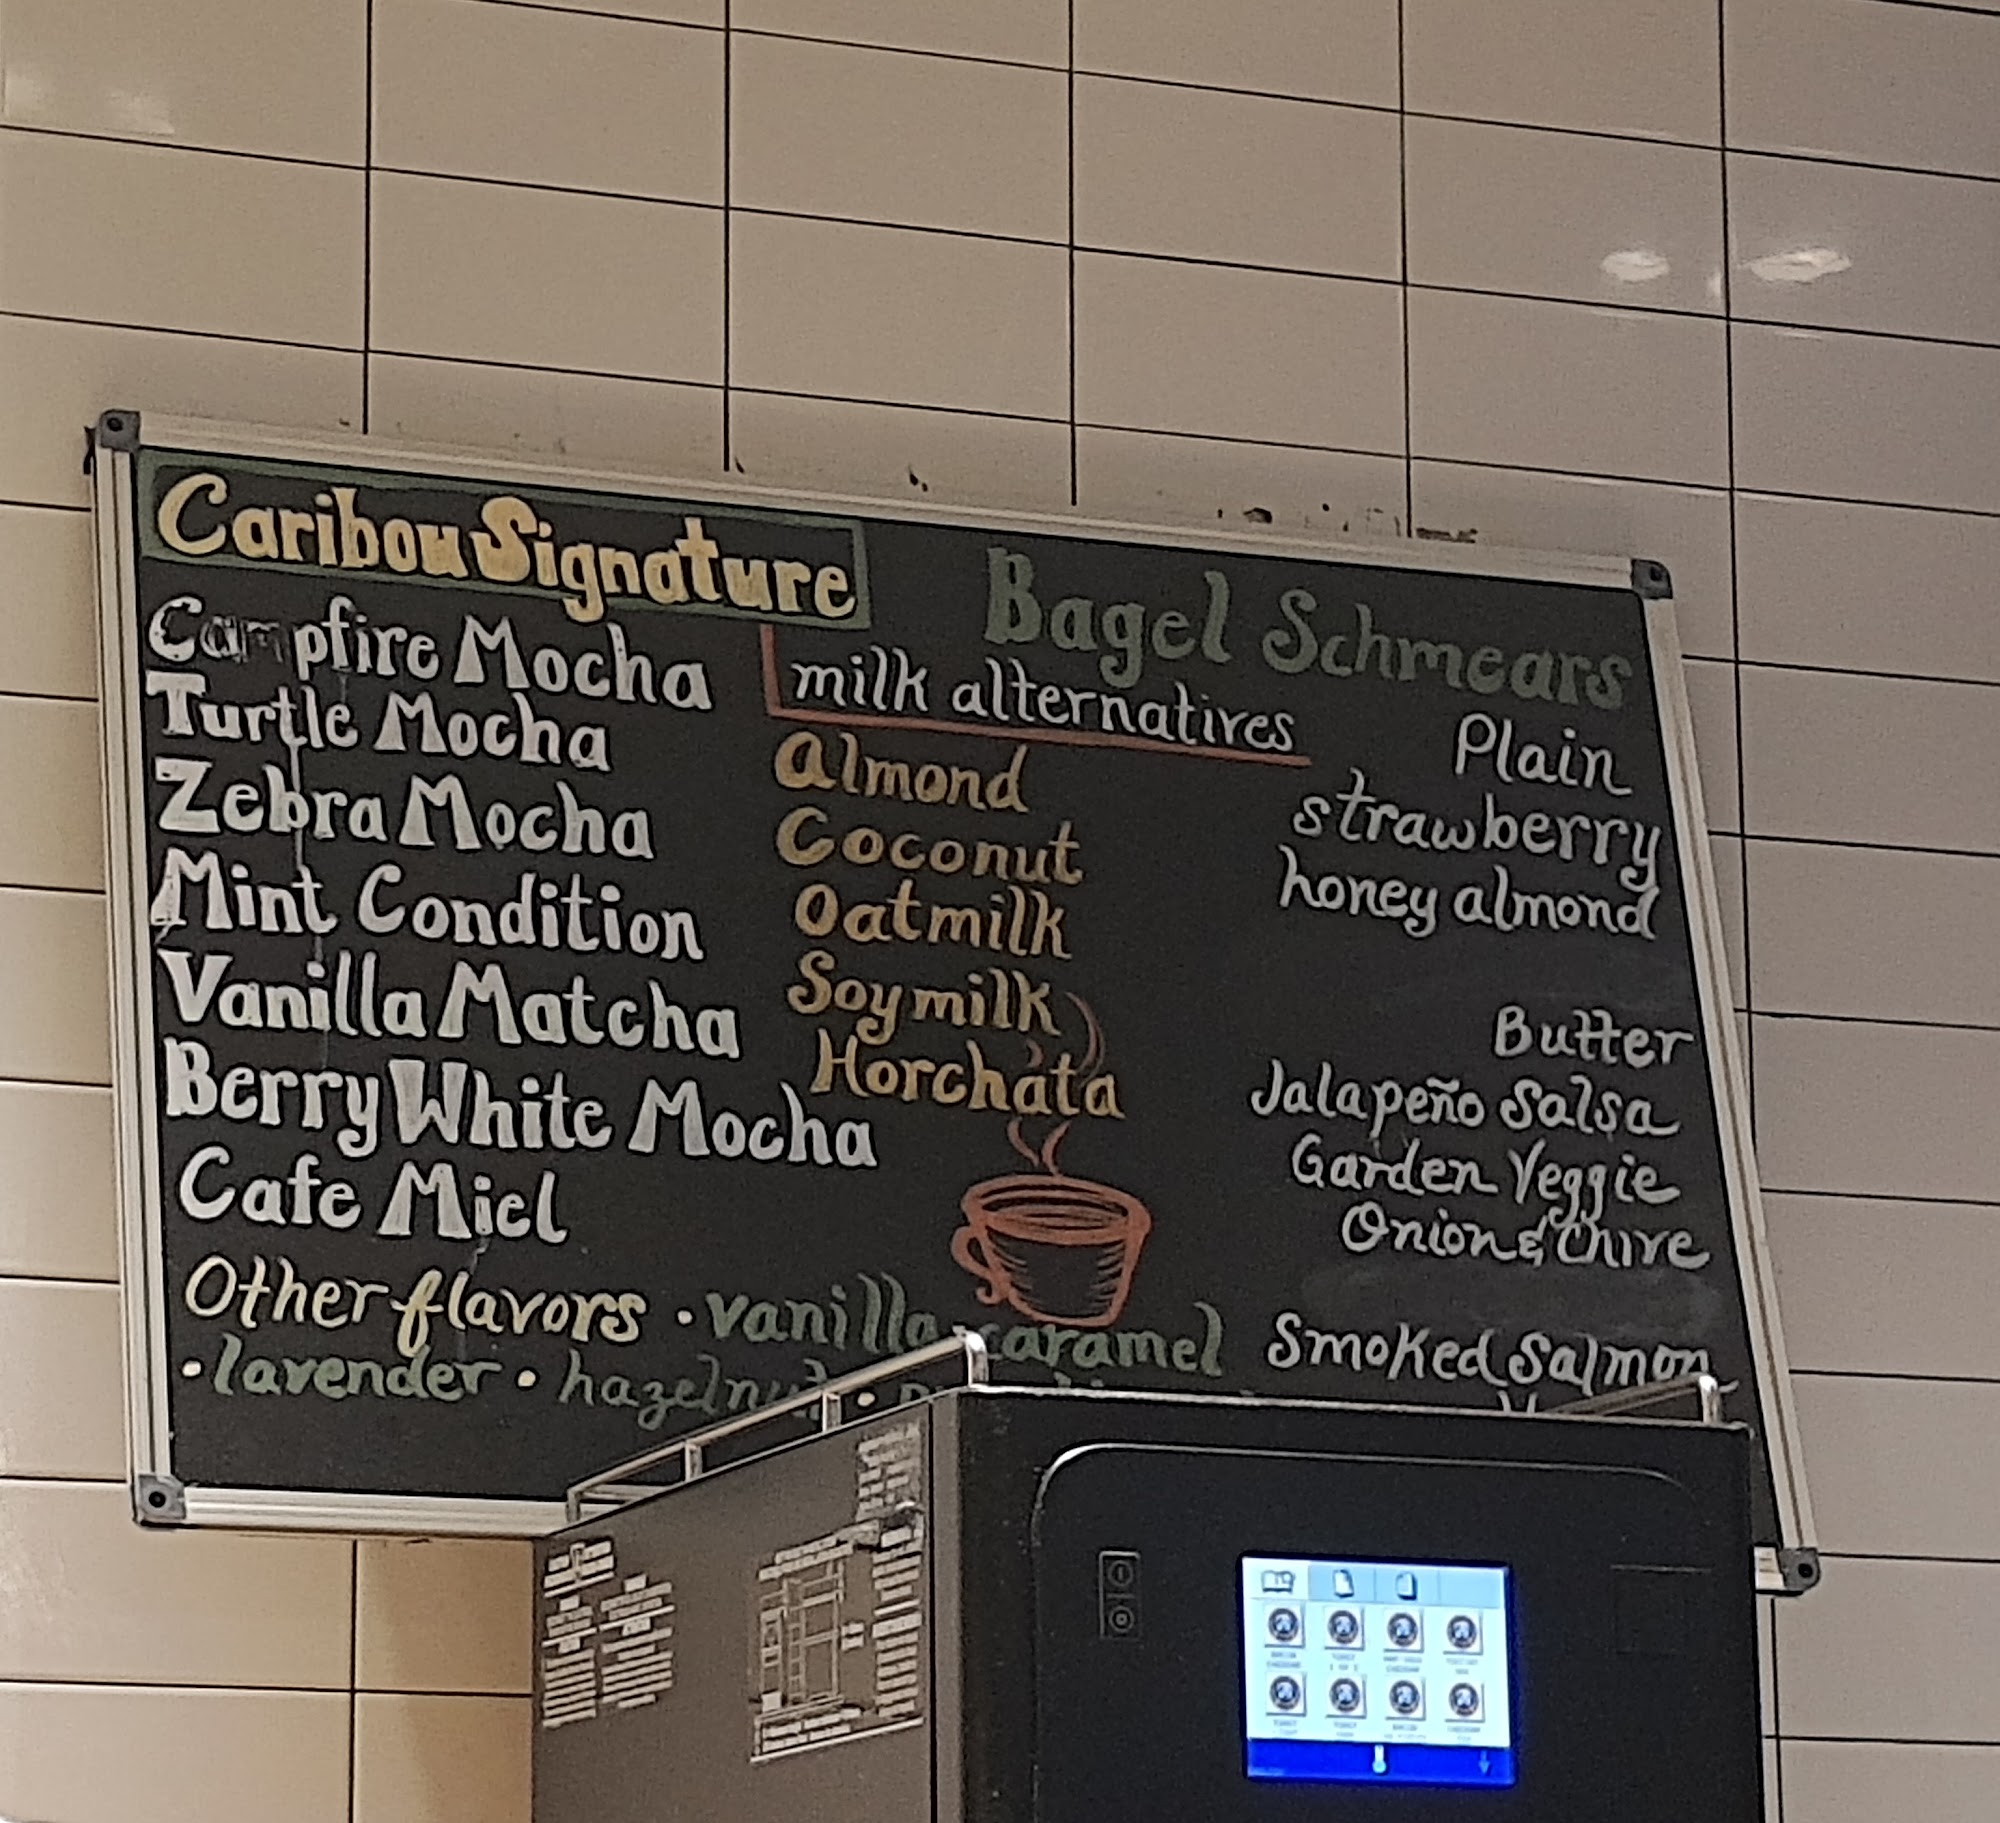 Caribou Signature
Campfire Mocha
Turtle Mocha
Zebra Mocha
Mint Condition
Vanilla Matcha
Berry White Mocha
Cafe Miel
milk alternatives
Almond
Coconut
Oatmilk
Soy milk
Horchata
Other flavors • vanilla • caramel
• lavender • hazelnut •
Bagel Schmears
Plain
strawberry
honey almond
Butter
Jalapeño Salsa
Garden Veggie
Onion & Chive
Smoked Salmon